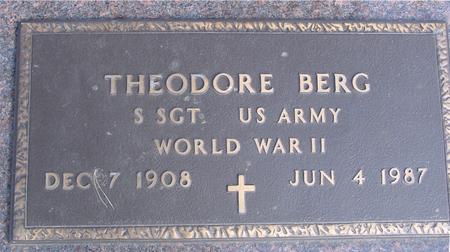 THEODORE BERG
S SGT US ARMY
WORLD WAR II
DEC 7 1908 JUN 4 1987